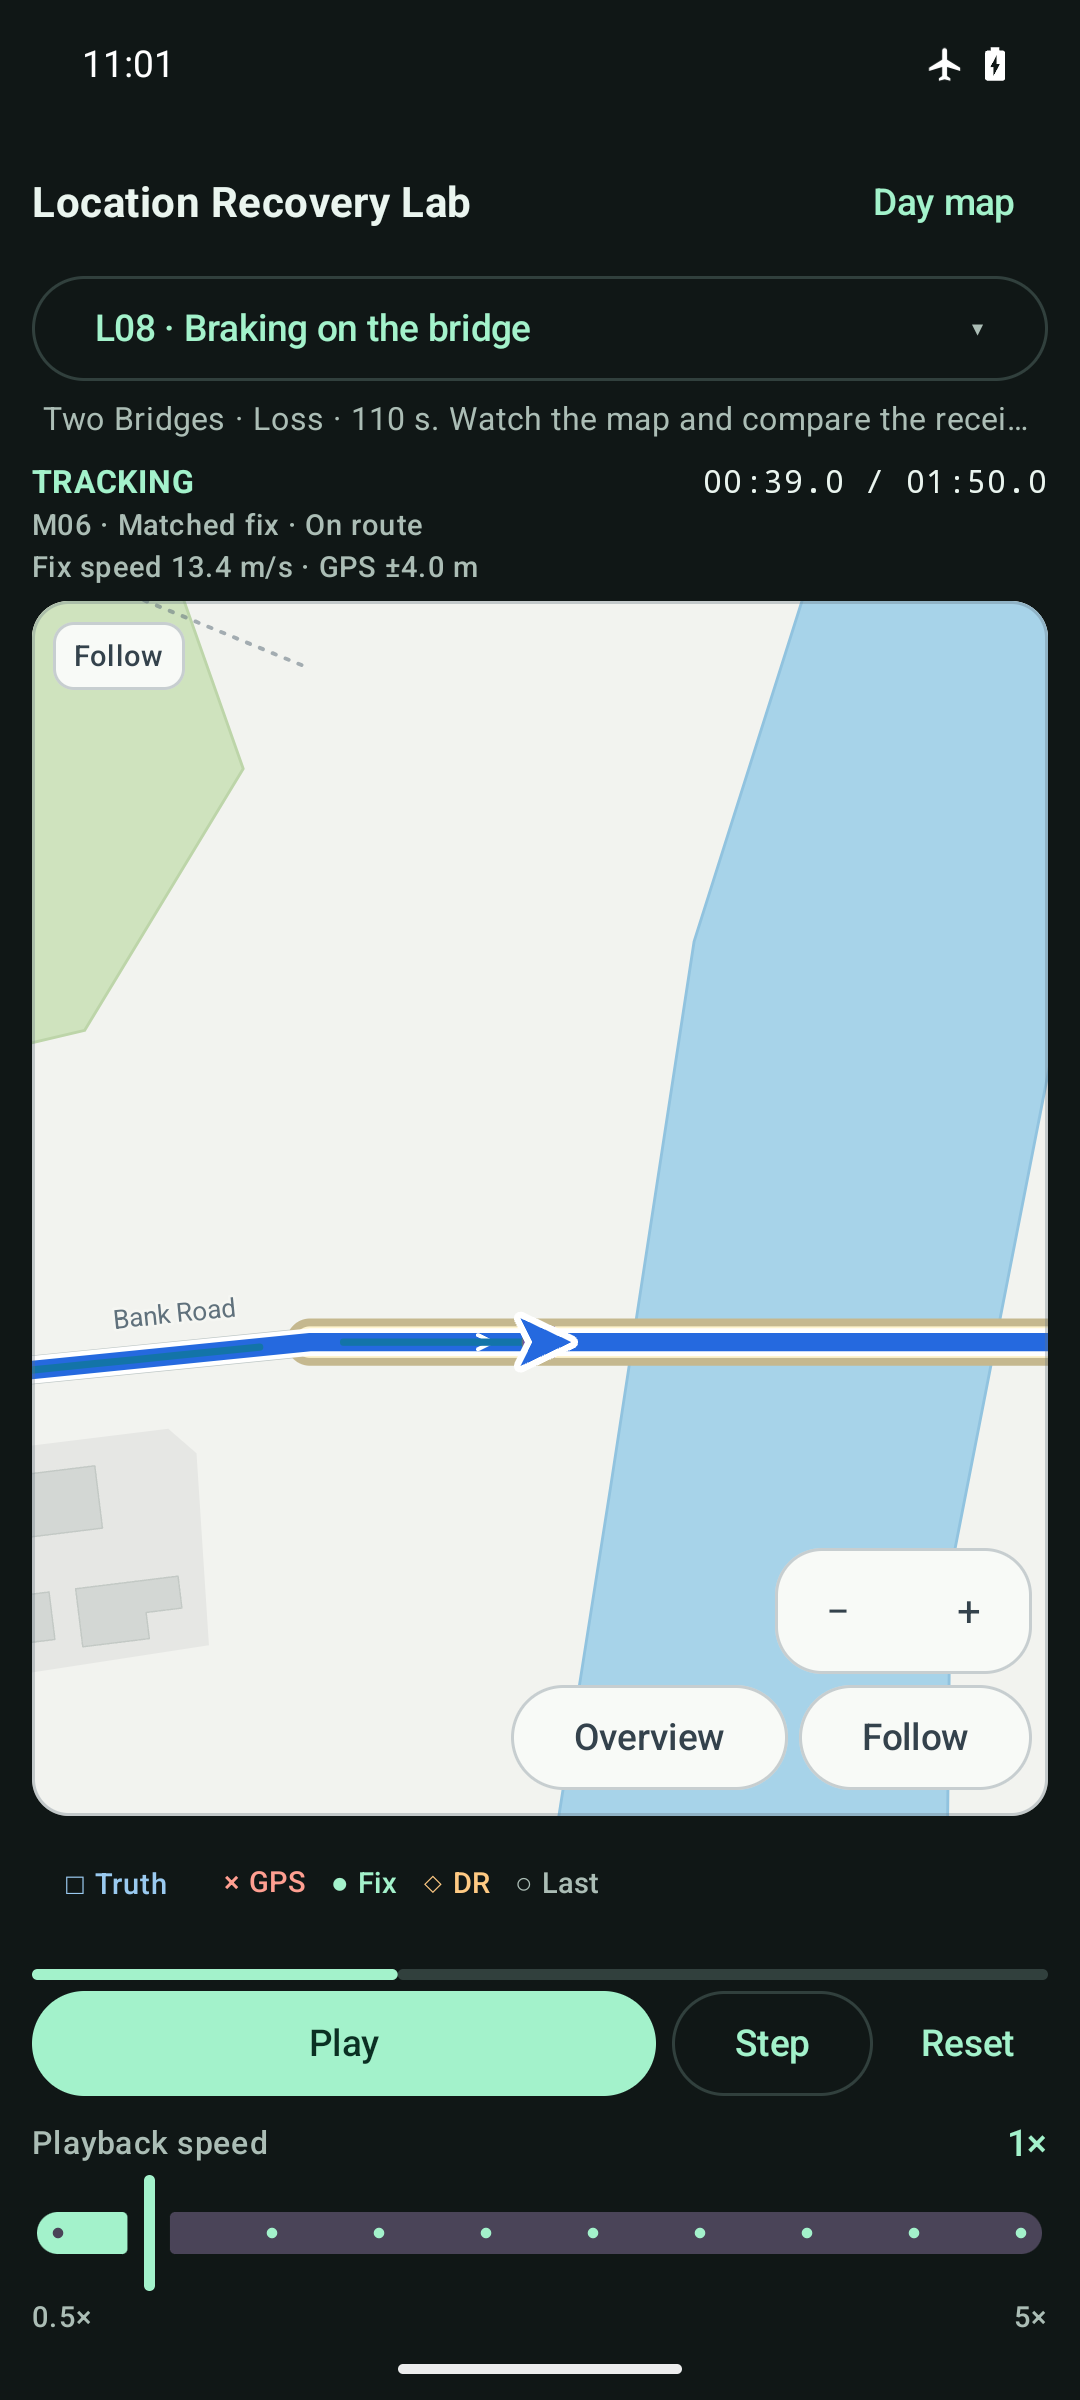 11:01
Location Recovery Lab
Day map
L08 · Braking on the bridge
Two Bridges · Loss · 110 s. Watch the map and compare the recei…
TRACKING
00:39.0 / 01:50.0
M06 · Matched fix · On route
Fix speed 13.4 m/s · GPS ±4.0 m
Follow
Bank Road
− +
Overview
Follow
□ Truth × GPS ● Fix ◇ DR ○ Last
Play
Step
Reset
Playback speed
1×
0.5×
5×